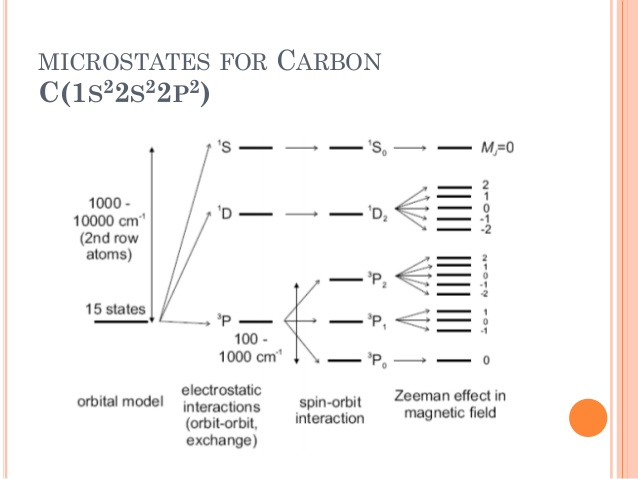 MICROSTATES FOR CARBON
C(1S²2S²2P²)
¹S
¹S₀
Mⱼ=0
1000 -
10000 cm⁻¹
(2nd row
atoms)
¹D
¹D₂
2
1
0
-1
-2
³P₂
2
1
0
-1
-2
15 states
³P
³P₁
1
0
-1
100 -
1000 cm⁻¹
³P₀
0
orbital model
electrostatic
interactions
(orbit-orbit,
exchange)
spin-orbit
interaction
Zeeman effect in
magnetic field